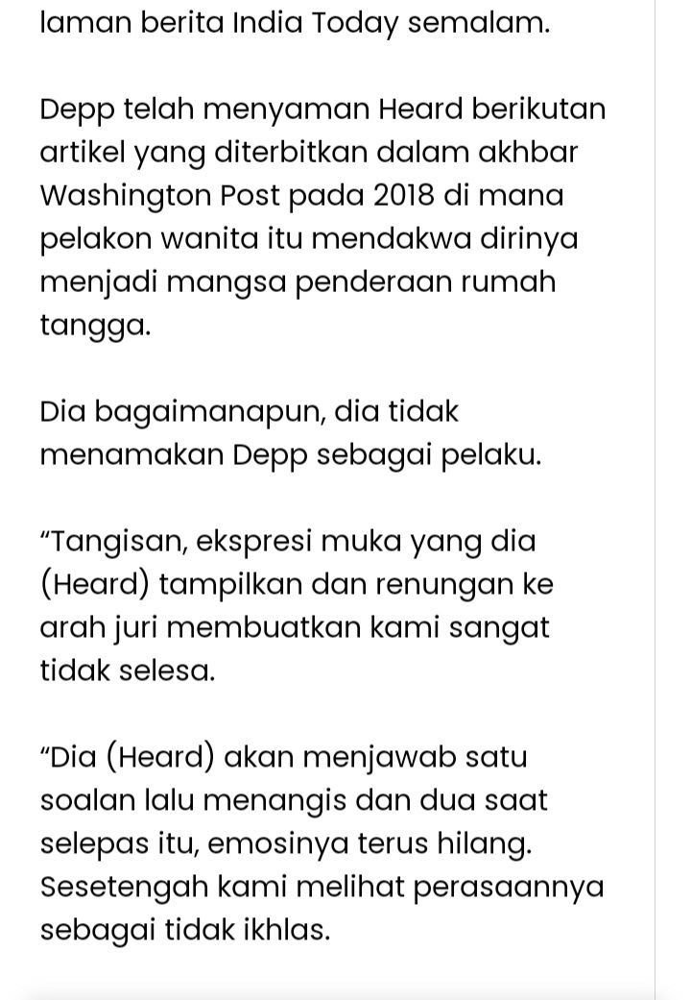 laman berita India Today semalam.
Depp telah menyaman Heard berikutan
artikel yang diterbitkan dalam akhbar
Washington Post pada 2018 di mana
pelakon wanita itu mendakwa dirinya
menjadi mangsa penderaan rumah
tangga.
Dia bagaimanapun, dia tidak
menamakan Depp sebagai pelaku.
“Tangisan, ekspresi muka yang dia
(Heard) tampilkan dan renungan ke
arah juri membuatkan kami sangat
tidak selesa.
“Dia (Heard) akan menjawab satu
soalan lalu menangis dan dua saat
selepas itu, emosinya terus hilang.
Sesetengah kami melihat perasaannya
sebagai tidak ikhlas.